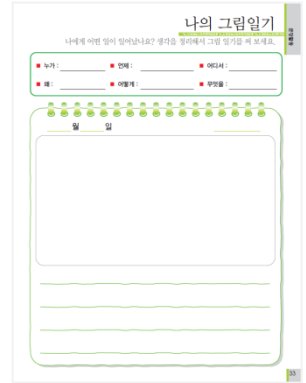 나의 그림일기
나에게 어떤 일이 일어났나요? 생각을 정리해서 그림 일기를 써 보세요.
누가 : 언제 : 어디서 :
왜 : 어떻게 : 무엇을 :
월 일
33